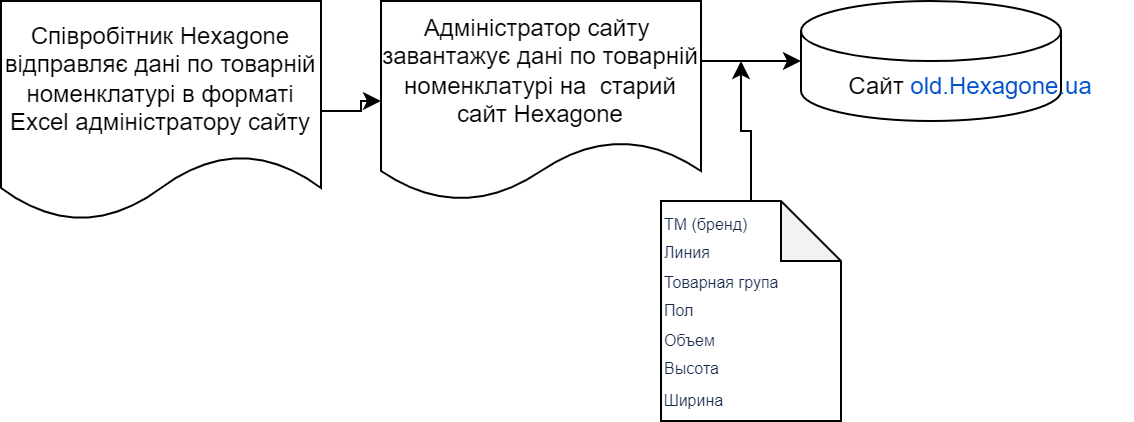 Співробітник Hexagone
відправляє дані по товарній
номенклатурі в форматі
Excel адміністратору сайту
Адміністратор сайту
завантажує дані по товарній
номенклатурі на старий
сайт Hexagone
Сайт old.Hexagone.ua
ТМ (бренд)
Линия
Товарная група
Пол
Объем
Высота
Ширина